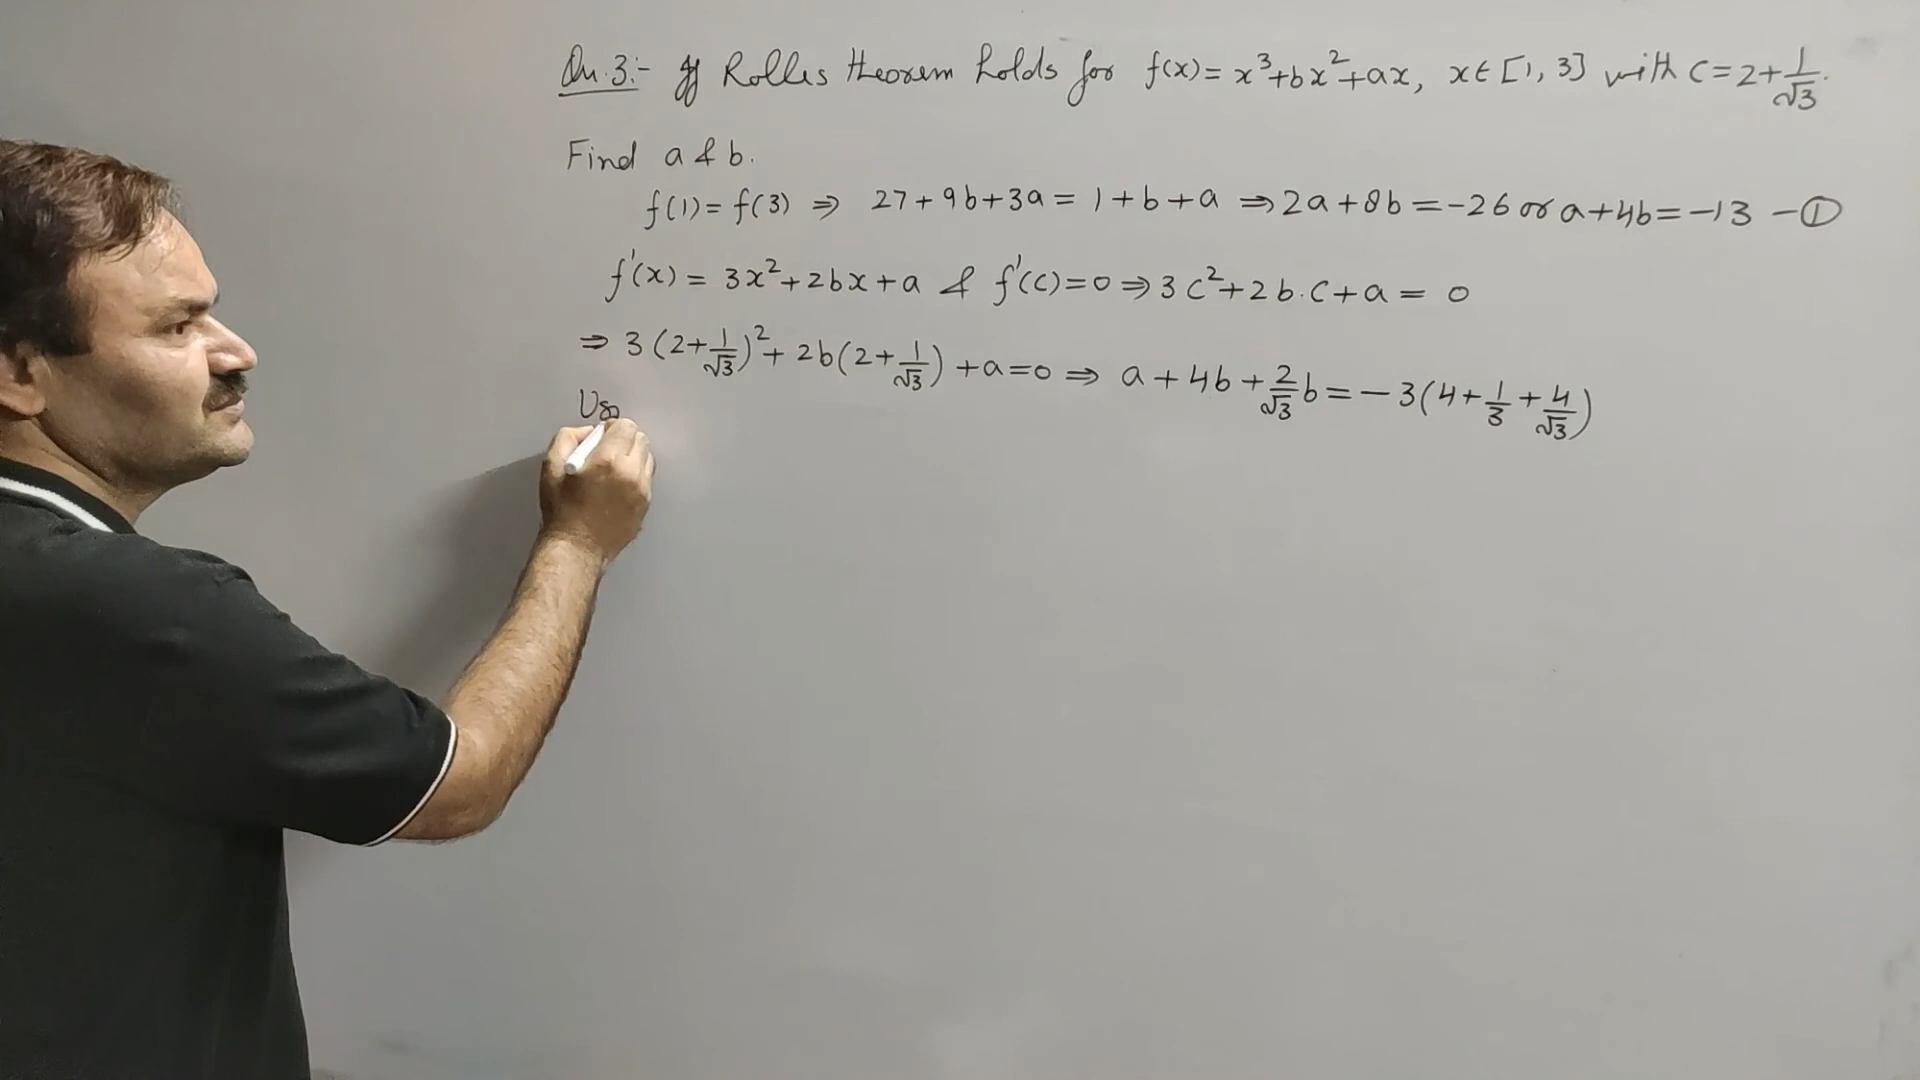 Qu. 3:- If Rolles theorem holds for f(x) = x³+bx²+ax, x∈[1, 3] with c = 2+1/√3.
Find a & b.
f(1) = f(3) ⇒ 27+9b+3a = 1+b+a ⇒ 2a+8b = -26 or a+4b = -13 -①
f'(x) = 3x²+2bx+a & f'(c)=0 ⇒ 3c²+2b.c+a = 0
⇒ 3(2+1/√3)²+ 2b(2+1/√3) +a=0 ⇒ a+4b+2/√3 b = -3(4+1/3+4/√3)